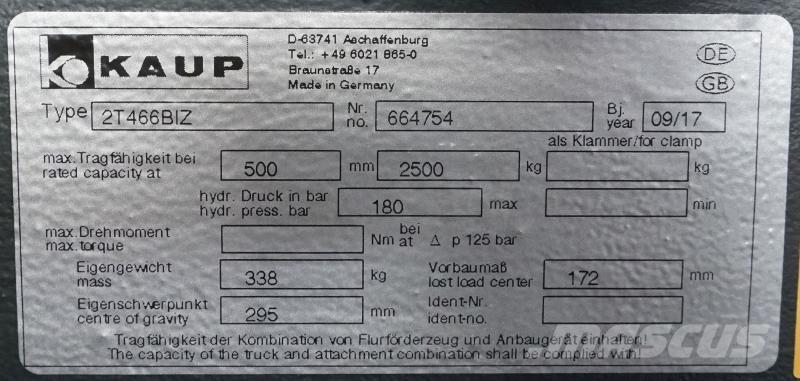 KAUP
D-63741 Aschaffenburg
Tel.: +49 6021 865-0
Braunstraße 17
Made in Germany
DE
GB
Type 2T466BIZ Nr. no. 664754 Bj. year 09/17
als Klammer/for clamp
max.Tragfähigkeit bei
rated capacity at 500 mm 2500 kg kg
hydr. Druck in bar
hydr. press. bar 180 max min
max.Drehmoment
max.torque Nm bei at Δ p 125 bar
Eigengewicht
mass 338 kg
Vorbaumaß
lost load center 172 mm
Eigenschwerpunkt
centre of gravity 295 mm
Ident-Nr.
ident-no.
Tragfähigkeit der Kombination von Flurförderzeug und Anbaugerät einhalten!
The capacity of the truck and attachment combination shall be complied with!
MASCUS